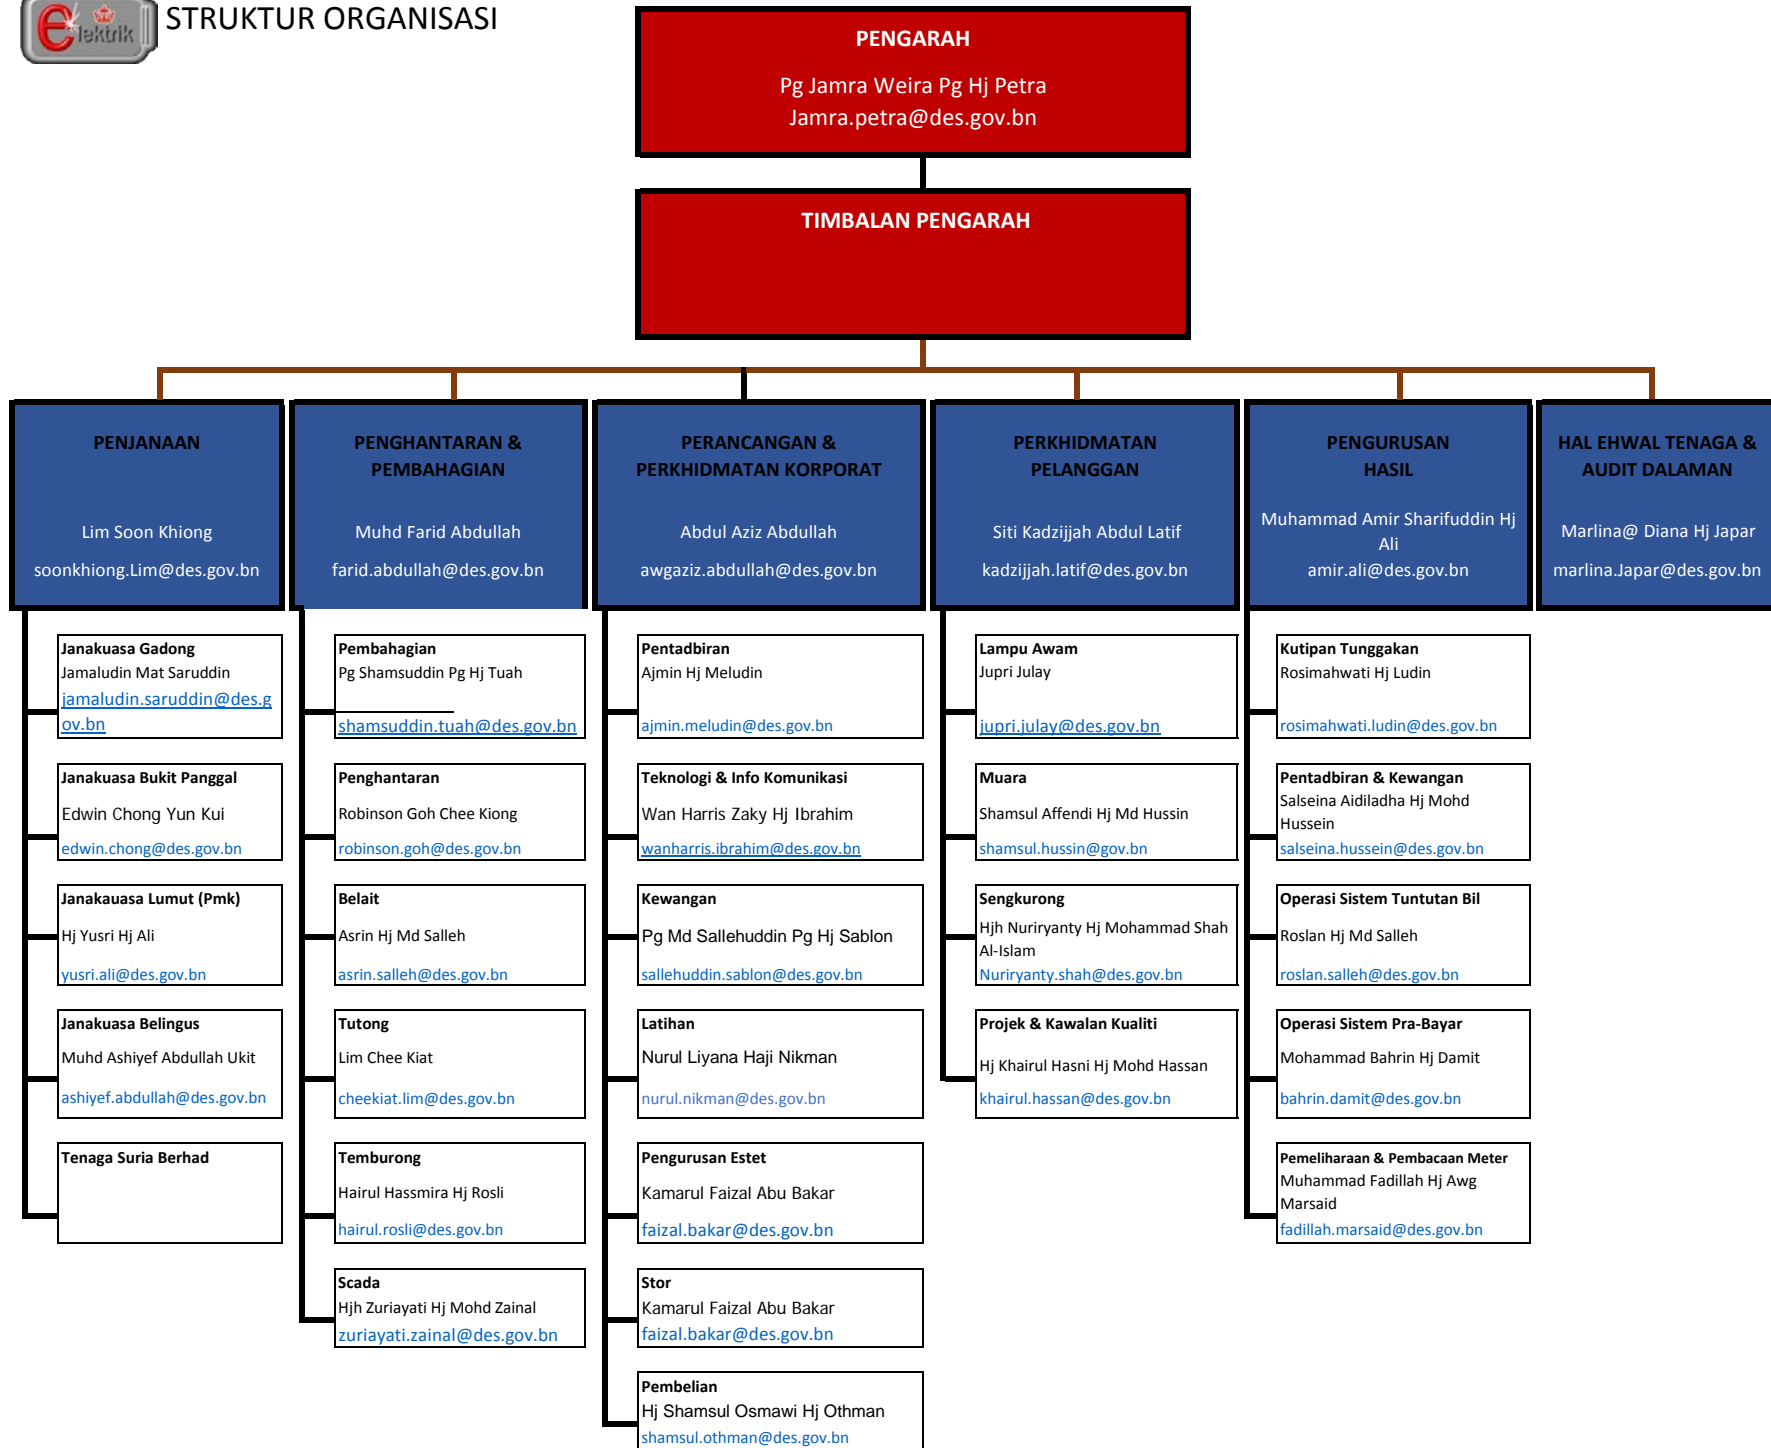 elektrik
STRUKTUR ORGANISASI
PENGARAH
Pg Jamra Weira Pg Hj Petra
Jamra.petra@des.gov.bn
TIMBALAN PENGARAH
PENJANAAN
Lim Soon Khiong
soonkhiong.Lim@des.gov.bn
PENGHANTARAN &
PEMBAHAGIAN
Muhd Farid Abdullah
farid.abdullah@des.gov.bn
PERANCANGAN &
PERKHIDMATAN KORPORAT
Abdul Aziz Abdullah
awgaziz.abdullah@des.gov.bn
PERKHIDMATAN
PELANGGAN
Siti Kadzijjah Abdul Latif
kadzijjah.latif@des.gov.bn
PENGURUSAN
HASIL
Muhammad Amir Sharifuddin Hj
Ali
amir.ali@des.gov.bn
HAL EHWAL TENAGA &
AUDIT DALAMAN
Marlina@ Diana Hj Japar
marlina.Japar@des.gov.bn
Janakuasa Gadong
Jamaludin Mat Saruddin
jamaludin.saruddin@des.g
ov.bn
Janakuasa Bukit Panggal
Edwin Chong Yun Kui
edwin.chong@des.gov.bn
Janakauasa Lumut (Pmk)
Hj Yusri Hj Ali
yusri.ali@des.gov.bn
Janakuasa Belingus
Muhd Ashiyef Abdullah Ukit
ashiyef.abdullah@des.gov.bn
Tenaga Suria Berhad
Pembahagian
Pg Shamsuddin Pg Hj Tuah
shamsuddin.tuah@des.gov.bn
Penghantaran
Robinson Goh Chee Kiong
robinson.goh@des.gov.bn
Belait
Asrin Hj Md Salleh
asrin.salleh@des.gov.bn
Tutong
Lim Chee Kiat
cheekiat.lim@des.gov.bn
Temburong
Hairul Hassmira Hj Rosli
hairul.rosli@des.gov.bn
Scada
Hjh Zuriayati Hj Mohd Zainal
zuriayati.zainal@des.gov.bn
Pentadbiran
Ajmin Hj Meludin
ajmin.meludin@des.gov.bn
Teknologi & Info Komunikasi
Wan Harris Zaky Hj Ibrahim
wanharris.ibrahim@des.gov.bn
Kewangan
Pg Md Sallehuddin Pg Hj Sablon
sallehuddin.sablon@des.gov.bn
Latihan
Nurul Liyana Haji Nikman
nurul.nikman@des.gov.bn
Pengurusan Estet
Kamarul Faizal Abu Bakar
faizal.bakar@des.gov.bn
Stor
Kamarul Faizal Abu Bakar
faizal.bakar@des.gov.bn
Pembelian
Hj Shamsul Osmawi Hj Othman
shamsul.othman@des.gov.bn
Lampu Awam
Jupri Julay
jupri.julay@des.gov.bn
Muara
Shamsul Affendi Hj Md Hussin
shamsul.hussin@gov.bn
Sengkurong
Hjh Nuriryanty Hj Mohammad Shah
Al-Islam
Nuriryanty.shah@des.gov.bn
Projek & Kawalan Kualiti
Hj Khairul Hasni Hj Mohd Hassan
khairul.hassan@des.gov.bn
Kutipan Tunggakan
Rosimahwati Hj Ludin
rosimahwati.ludin@des.gov.bn
Pentadbiran & Kewangan
Salseina Aidiladha Hj Mohd
Hussein
salseina.hussein@des.gov.bn
Operasi Sistem Tuntutan Bil
Roslan Hj Md Salleh
roslan.salleh@des.gov.bn
Operasi Sistem Pra-Bayar
Mohammad Bahrin Hj Damit
bahrin.damit@des.gov.bn
Pemeliharaan & Pembacaan Meter
Muhammad Fadillah Hj Awg
Marsaid
fadillah.marsaid@des.gov.bn